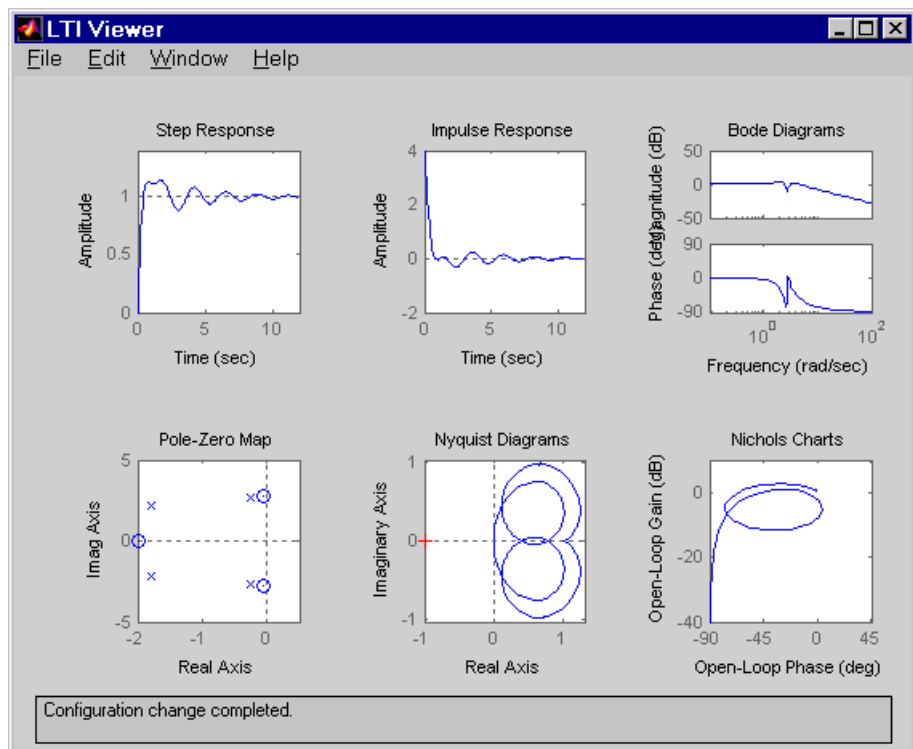 LTI Viewer
File Edit Window Help
Step Response
Amplitude
1
0.5
0
0 5 10
Time (sec)
Impulse Response
Amplitude
4
2
0
-2
0 5 10
Time (sec)
Bode Diagrams
Magnitude (dB)
50
0
-50
Phase (deg)
90
0
-90
10^0 10^2
Frequency (rad/sec)
Pole-Zero Map
Imag Axis
5
0
-5
-2 -1 0
Real Axis
Nyquist Diagrams
Imaginary Axis
1
0
-1
-1 0 1
Real Axis
Nichols Charts
Open-Loop Gain (dB)
0
-20
-40
-90 -45 0 45
Open-Loop Phase (deg)
Configuration change completed.